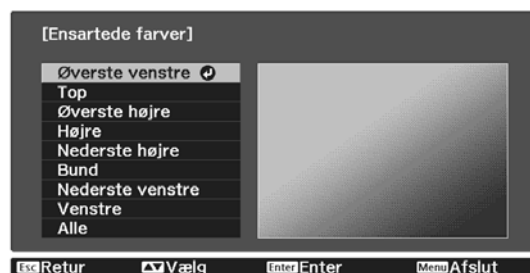 [Ensartede farver]
Øverste venstre
Top
Øverste højre
Højre
Nederste højre
Bund
Nederste venstre
Venstre
Alle
Esc Retur Vælg Enter Enter Menu Afslut